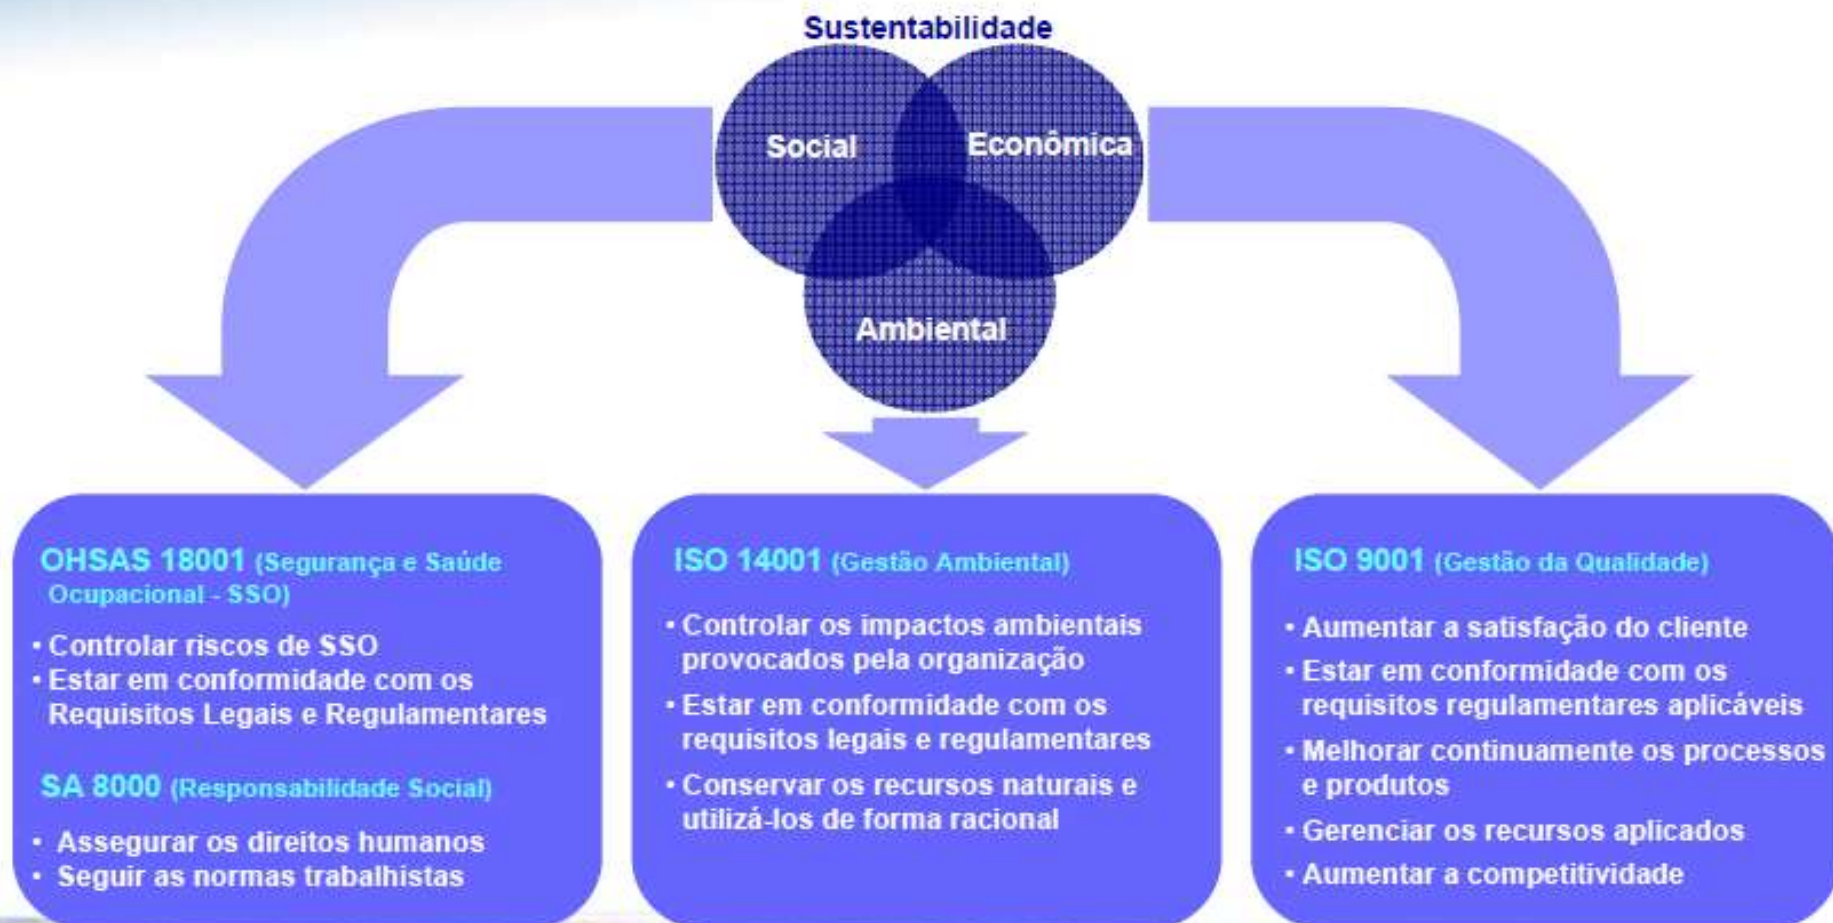 Sustentabilidade
Social
Econômica
Ambiental
OHSAS 18001 (Segurança e Saúde
Ocupacional - SSO)
• Controlar riscos de SSO
• Estar em conformidade com os
Requisitos Legais e Regulamentares
SA 8000 (Responsabilidade Social)
• Assegurar os direitos humanos
• Seguir as normas trabalhistas
ISO 14001 (Gestão Ambiental)
• Controlar os impactos ambientais
provocados pela organização
• Estar em conformidade com os
requisitos legais e regulamentares
• Conservar os recursos naturais e
utilizá-los de forma racional
ISO 9001 (Gestão da Qualidade)
• Aumentar a satisfação do cliente
• Estar em conformidade com os
requisitos regulamentares aplicáveis
• Melhorar continuamente os processos
e produtos
• Gerenciar os recursos aplicados
• Aumentar a competitividade